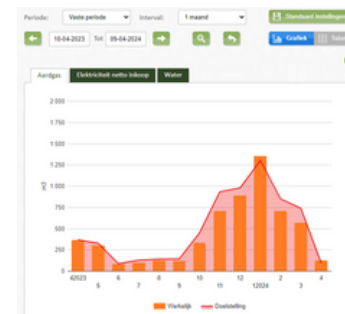 Periode: Vaste periode Interval: 1 maand Standaard instellingen
10-04-2023 Tot 09-04-2024 Grafiek
Aardgas Elektriciteit netto inkoop Water
2 000
1 750
1 500
1 250
1 000
750
500
250
0
m3
42023 5 6 7 8 9 10 11 12 12024 2 3 4
Werkelijk Doelstelling